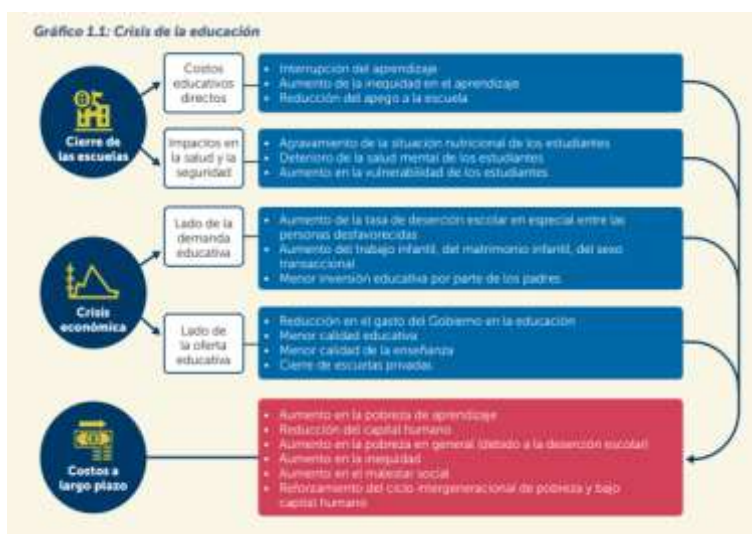 Gráfico 1.1: Crisis de la educación
Cierre de
las escuelas
Costos
educativos
directos
• Interrupción del aprendizaje
• Aumento de la inequidad en el aprendizaje
• Reducción del apego a la escuela
Impactos en
la salud y la
seguridad
• Agravamiento de la situación nutricional de los estudiantes
• Deterioro de la salud mental de los estudiantes
• Aumento en la vulnerabilidad de los estudiantes
Crisis
económica
Lado de la
demanda
educativa
• Aumento de la tasa de deserción escolar en especial entre las
personas desfavorecidas
• Aumento del trabajo infantil, del matrimonio infantil, del sexo
transaccional
• Menor inversión educativa por parte de los padres
Lado de
la oferta
educativa
• Reducción en el gasto del Gobierno en la educación
• Menor calidad educativa
• Menor calidad de la enseñanza
• Cierre de escuelas privadas
Costos a
largo plazo
• Aumento en la pobreza de aprendizaje
• Reducción del capital humano
• Aumento en la pobreza en general (debido a la deserción escolar)
• Aumento en la inequidad
• Aumento en el malestar social
• Reforzamiento del ciclo intergeneracional de pobreza y bajo
capital humano